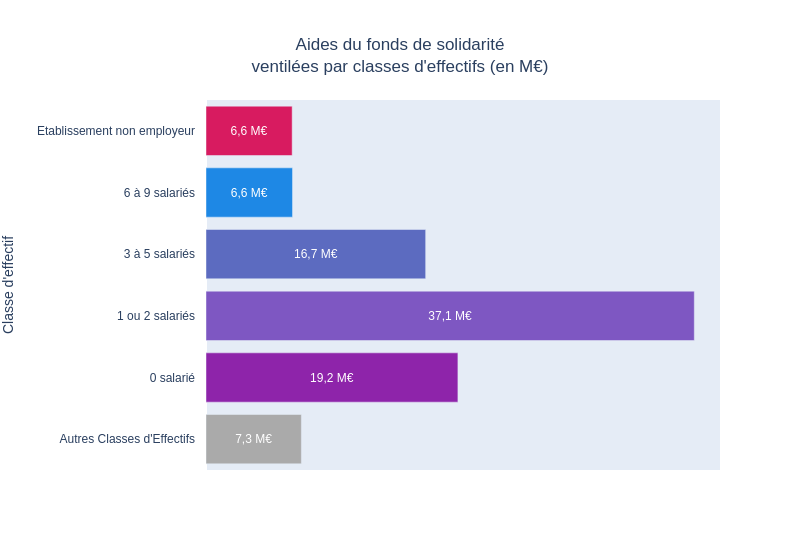 Aides du fonds de solidarité
ventilées par classes d'effectifs (en M€)
Classe d'effectif
Etablissement non employeur
6,6 M€
6 à 9 salariés
6,6 M€
3 à 5 salariés
16,7 M€
1 ou 2 salariés
37,1 M€
0 salarié
19,2 M€
Autres Classes d'Effectifs
7,3 M€